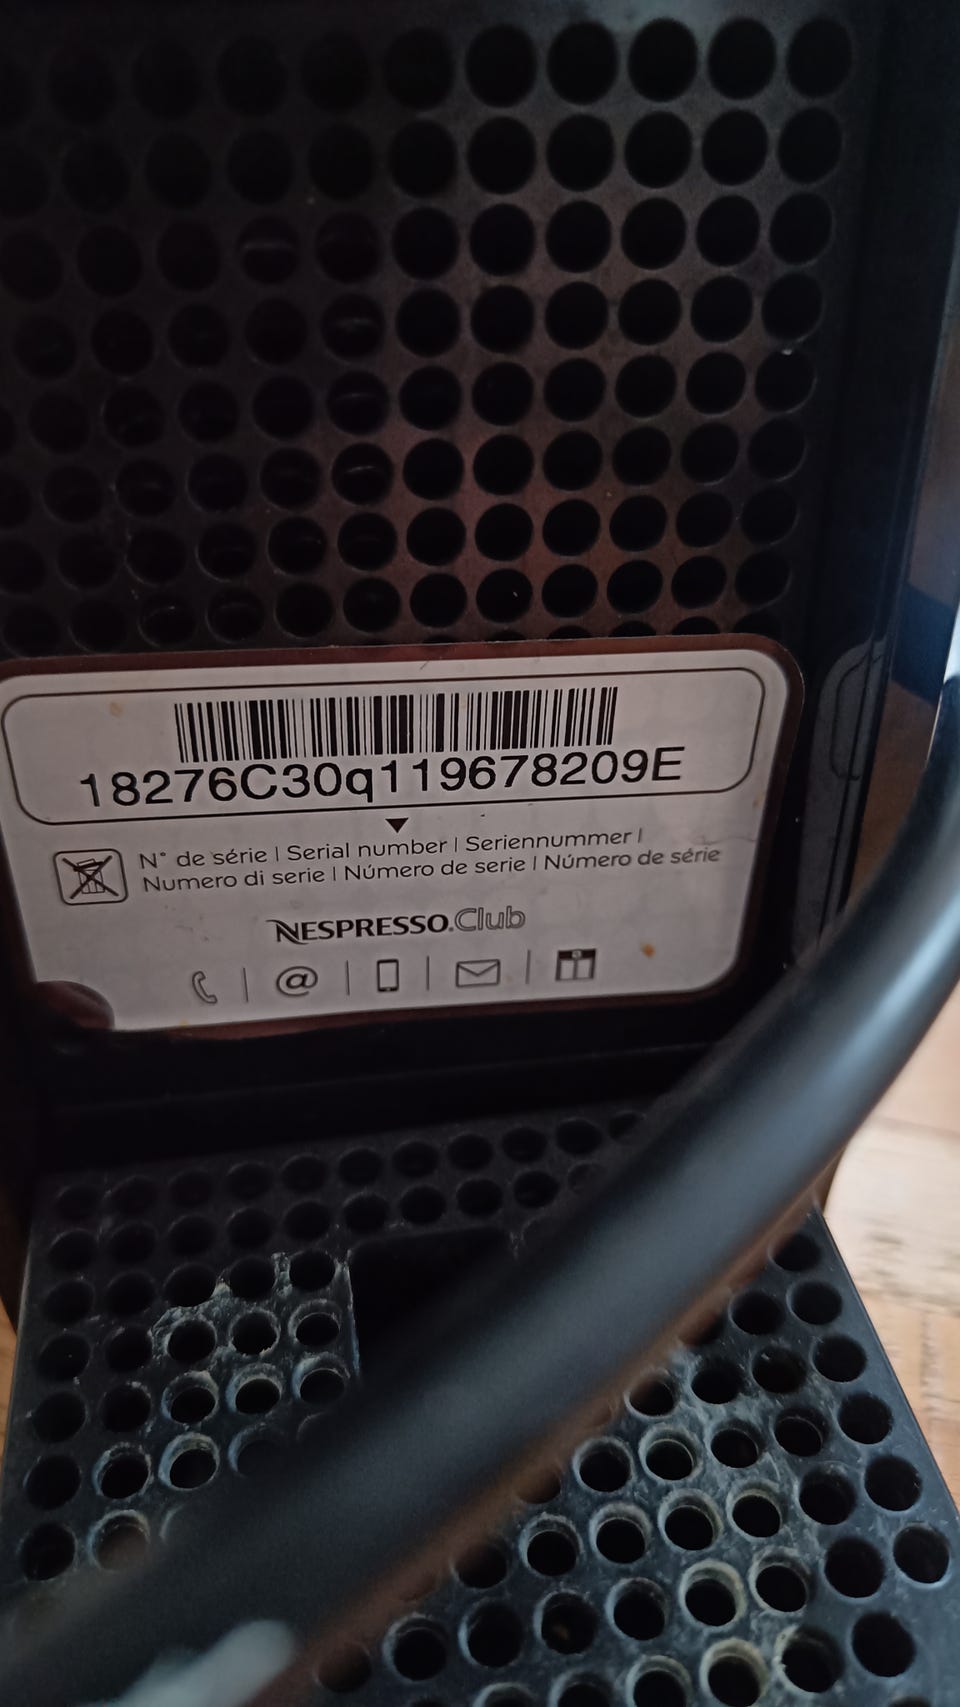 18276C30q119678209E
N° de série | Serial number | Seriennummer |
Numero di serie | Número de serie | Número de série
NESPRESSO.Club
@